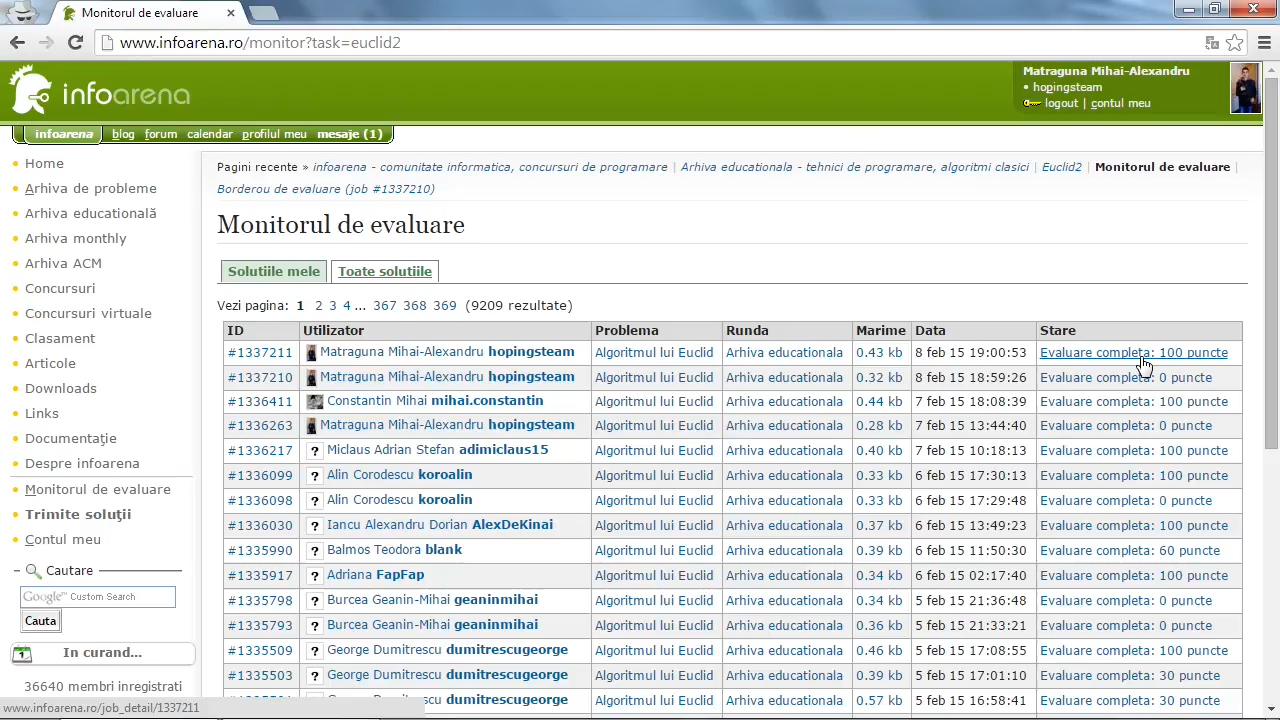 Monitorul de evaluare
www.infoarena.ro/monitor?task=euclid2
infoarena
Matraguna Mihai-Alexandru
• hopingsteam
logout | contul meu
infoarena blog forum calendar profilul meu mesaje (1)
Home
Arhiva de probleme
Arhiva educațională
Arhiva monthly
Arhiva ACM
Concursuri
Concursuri virtuale
Clasament
Articole
Downloads
Links
Documentaţie
Despre infoarena
Monitorul de evaluare
Trimite soluţii
Contul meu
Cautare
Google™ Custom Search
Cauta
1 In curand...
36640 membri inregistrati
www.infoarena.ro/job_detail/1337211
Pagini recente » infoarena - comunitate informatica, concursuri de programare | Arhiva educationala - tehnici de programare, algoritmi clasici | Euclid2 | Monitorul de evaluare |
Borderou de evaluare (job #1337210)
Monitorul de evaluare
Solutiile mele Toate solutiile
Vezi pagina: 1 2 3 4 ... 367 368 369 (9209 rezultate)
ID Utilizator Problema Runda Marime Data Stare
#1337211 Matraguna Mihai-Alexandru hopingsteam Algoritmul lui Euclid Arhiva educationala 0.43 kb 8 feb 15 19:00:53 Evaluare completa: 100 puncte
#1337210 Matraguna Mihai-Alexandru hopingsteam Algoritmul lui Euclid Arhiva educationala 0.32 kb 8 feb 15 18:59:26 Evaluare completa: 0 puncte
#1336411 Constantin Mihai mihai.constantin Algoritmul lui Euclid Arhiva educationala 0.44 kb 7 feb 15 18:08:39 Evaluare completa: 100 puncte
#1336263 Matraguna Mihai-Alexandru hopingsteam Algoritmul lui Euclid Arhiva educationala 0.28 kb 7 feb 15 13:44:40 Evaluare completa: 0 puncte
#1336217 ? Miclaus Adrian Stefan adimiclaus15 Algoritmul lui Euclid Arhiva educationala 0.40 kb 7 feb 15 10:18:13 Evaluare completa: 100 puncte
#1336099 ? Alin Corodescu koroalin Algoritmul lui Euclid Arhiva educationala 0.33 kb 6 feb 15 17:30:13 Evaluare completa: 100 puncte
#1336098 ? Alin Corodescu koroalin Algoritmul lui Euclid Arhiva educationala 0.33 kb 6 feb 15 17:29:48 Evaluare completa: 0 puncte
#1336030 ? Iancu Alexandru Dorian AlexDeKinai Algoritmul lui Euclid Arhiva educationala 0.37 kb 6 feb 15 13:49:23 Evaluare completa: 100 puncte
#1335990 ? Balmos Teodora blank Algoritmul lui Euclid Arhiva educationala 0.39 kb 6 feb 15 11:50:30 Evaluare completa: 60 puncte
#1335917 ? Adriana FapFap Algoritmul lui Euclid Arhiva educationala 0.34 kb 6 feb 15 02:17:40 Evaluare completa: 100 puncte
#1335798 ? Burcea Geanin-Mihai geaninmihai Algoritmul lui Euclid Arhiva educationala 0.34 kb 5 feb 15 21:36:48 Evaluare completa: 0 puncte
#1335793 ? Burcea Geanin-Mihai geaninmihai Algoritmul lui Euclid Arhiva educationala 0.36 kb 5 feb 15 21:33:21 Evaluare completa: 0 puncte
#1335509 ? George Dumitrescu dumitrescugeorge Algoritmul lui Euclid Arhiva educationala 0.46 kb 5 feb 15 17:08:55 Evaluare completa: 100 puncte
#1335503 ? George Dumitrescu dumitrescugeorge Algoritmul lui Euclid Arhiva educationala 0.39 kb 5 feb 15 17:01:10 Evaluare completa: 30 puncte
dumitrescugeorge Algoritmul lui Euclid Arhiva educationala 0.57 kb 5 feb 15 16:58:41 Evaluare completa: 30 puncte